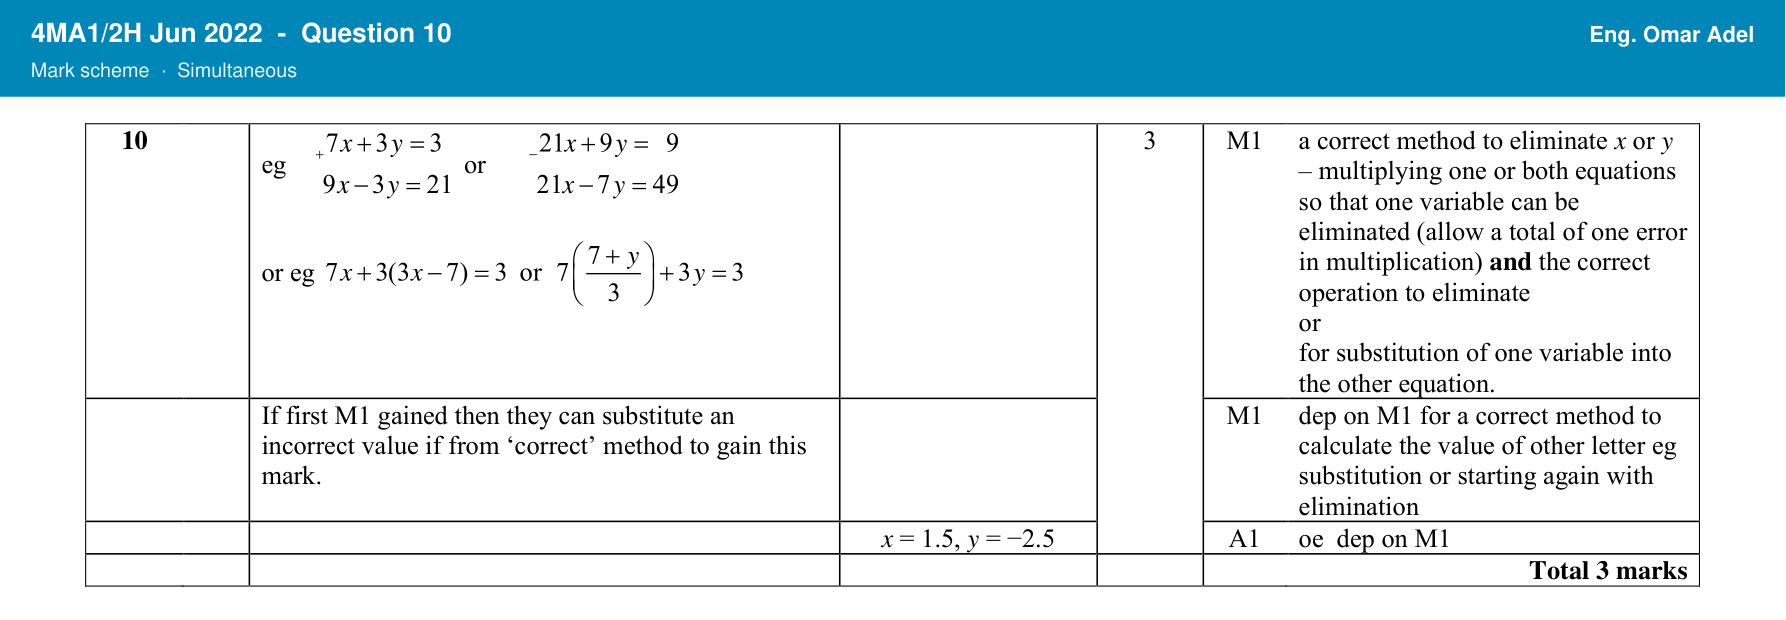 4MA1/2H Jun 2022 - Question 10
Eng. Omar Adel
Mark scheme · Simultaneous
10
eg
+ 7x + 3y = 3
9x − 3y = 21
or
− 21x + 9y = 9
21x − 7y = 49
or eg 7x + 3(3x − 7) = 3 or 7((7 + y)/3) + 3y = 3
3
M1
a correct method to eliminate x or y
– multiplying one or both equations
so that one variable can be
eliminated (allow a total of one error
in multiplication) and the correct
operation to eliminate
or
for substitution of one variable into
the other equation.
If first M1 gained then they can substitute an
incorrect value if from ‘correct’ method to gain this
mark.
M1
dep on M1 for a correct method to
calculate the value of other letter eg
substitution or starting again with
elimination
x = 1.5, y = −2.5
A1
oe dep on M1
Total 3 marks